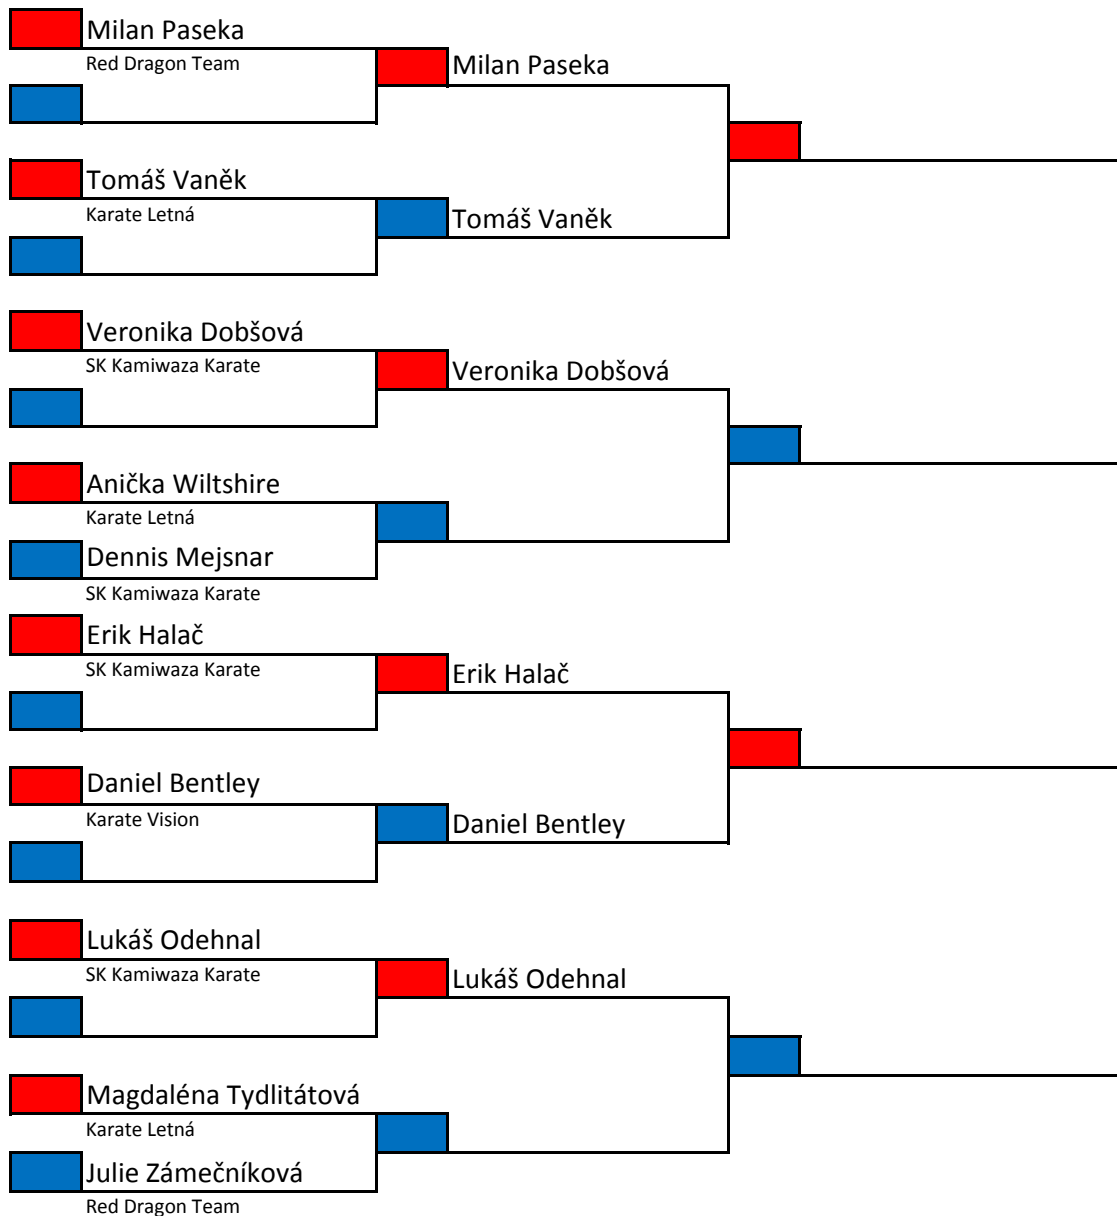 Milan Paseka
Red Dragon Team
Milan Paseka
Tomáš Vaněk
Karate Letná
Tomáš Vaněk
Veronika Dobšová
SK Kamiwaza Karate
Veronika Dobšová
Anička Wiltshire
Karate Letná
Dennis Mejsnar
SK Kamiwaza Karate
Erik Halač
SK Kamiwaza Karate
Erik Halač
Daniel Bentley
Karate Vision
Daniel Bentley
Lukáš Odehnal
SK Kamiwaza Karate
Lukáš Odehnal
Magdaléna Tydlitátová
Karate Letná
Julie Zámečníková
Red Dragon Team